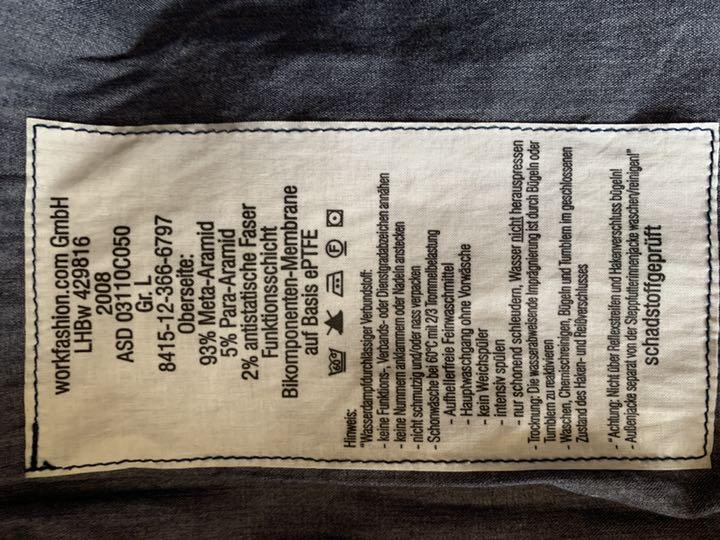 workfashion.com GmbH
LHBw 429816
2008
ASD 03110C050
Gr. L
8415-12-366-6797
Oberseite:
93% Meta-Aramid
5% Para-Aramid
2% antistatische Faser
Funktionsschicht
Bikomponenten-Membrane
auf Basis ePTFE
F
Hinweis:
"Wasserdampfdurchlässiger Verbundstoff:
- keine Funktions-, Verbands- oder Dienstgradabzeichen annähen
- keine Nummern anklammern oder Nadeln anstecken
- nicht schmutzig und/oder nass verpacken
- Schonwäsche bei 60°C mit 2/3 Trommelbelastung
- Aufhellerfreie Feinwaschmittel
- Hauptwaschgang ohne Vorwäsche
- kein Weichspüler
- intensiv spülen
- nur schonend schleudern, Wasser nicht herauspressen
- Trocknung: Die wasserabweisende Imprägnierung ist durch Bügeln oder
Tumblem zu reaktivieren
- Waschen, Chemischreinigen, Bügeln und Tumblem im geschlossenen
Zustand des Haken- und Reißverschlusses
- "Achtung: Nicht über Reflexstreifen und Hakenverschluss bügeln!
- Außenjacke separat von der Steppfutterinnenjacke waschen/reinigen!"
schadstoffgeprüft